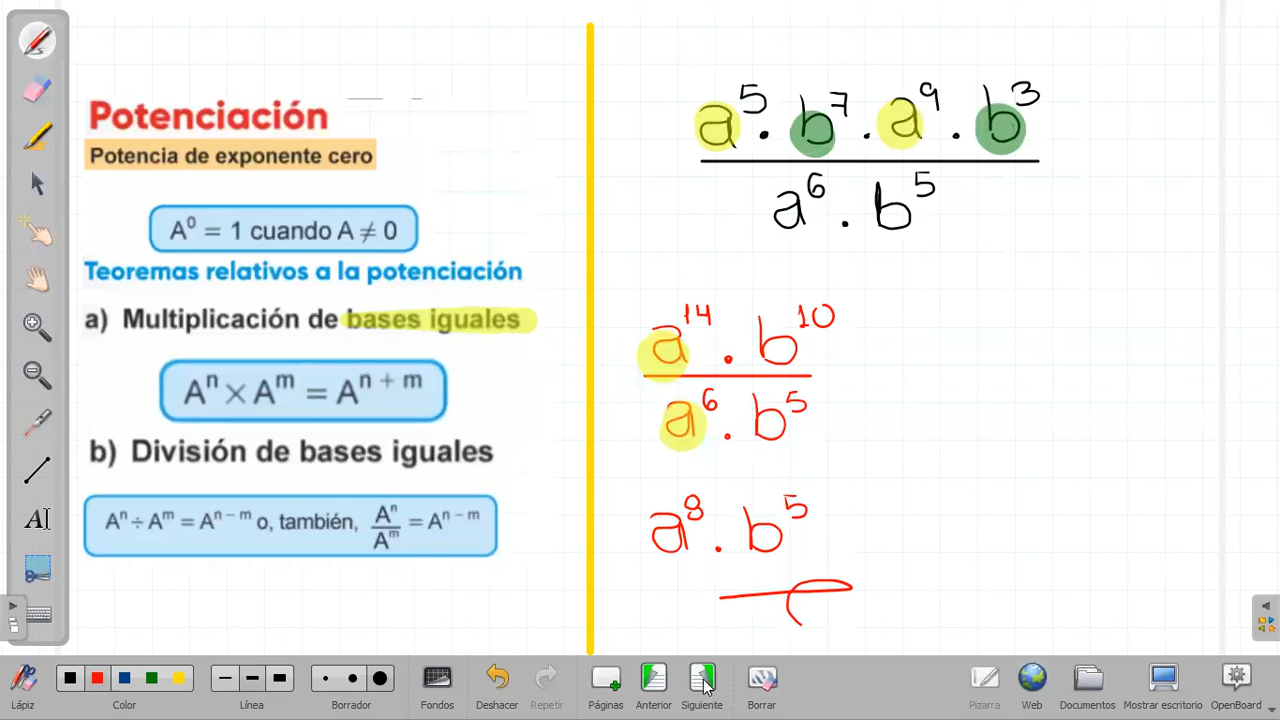 Potenciación
Potencia de exponente cero
A⁰ = 1 cuando A ≠ 0
Teoremas relativos a la potenciación
a) Multiplicación de bases iguales
Aⁿ × Aᵐ = Aⁿ ⁺ ᵐ
b) División de bases iguales
Aⁿ ÷ Aᵐ = Aⁿ ⁻ ᵐ o, también, Aⁿ/Aᵐ = Aⁿ ⁻ ᵐ
a⁵ . b⁷ . a⁹ . b³
a⁶ . b⁵
a¹⁴ . b¹⁰
a⁶ . b⁵
a⁸ . b⁵
Lápiz
Color
Línea
Borrador
Fondos
Deshacer
Repetir
Páginas
Anterior
Siguiente
Borrar
Pizarra
Web
Documentos
Mostrar escritorio
OpenBoard